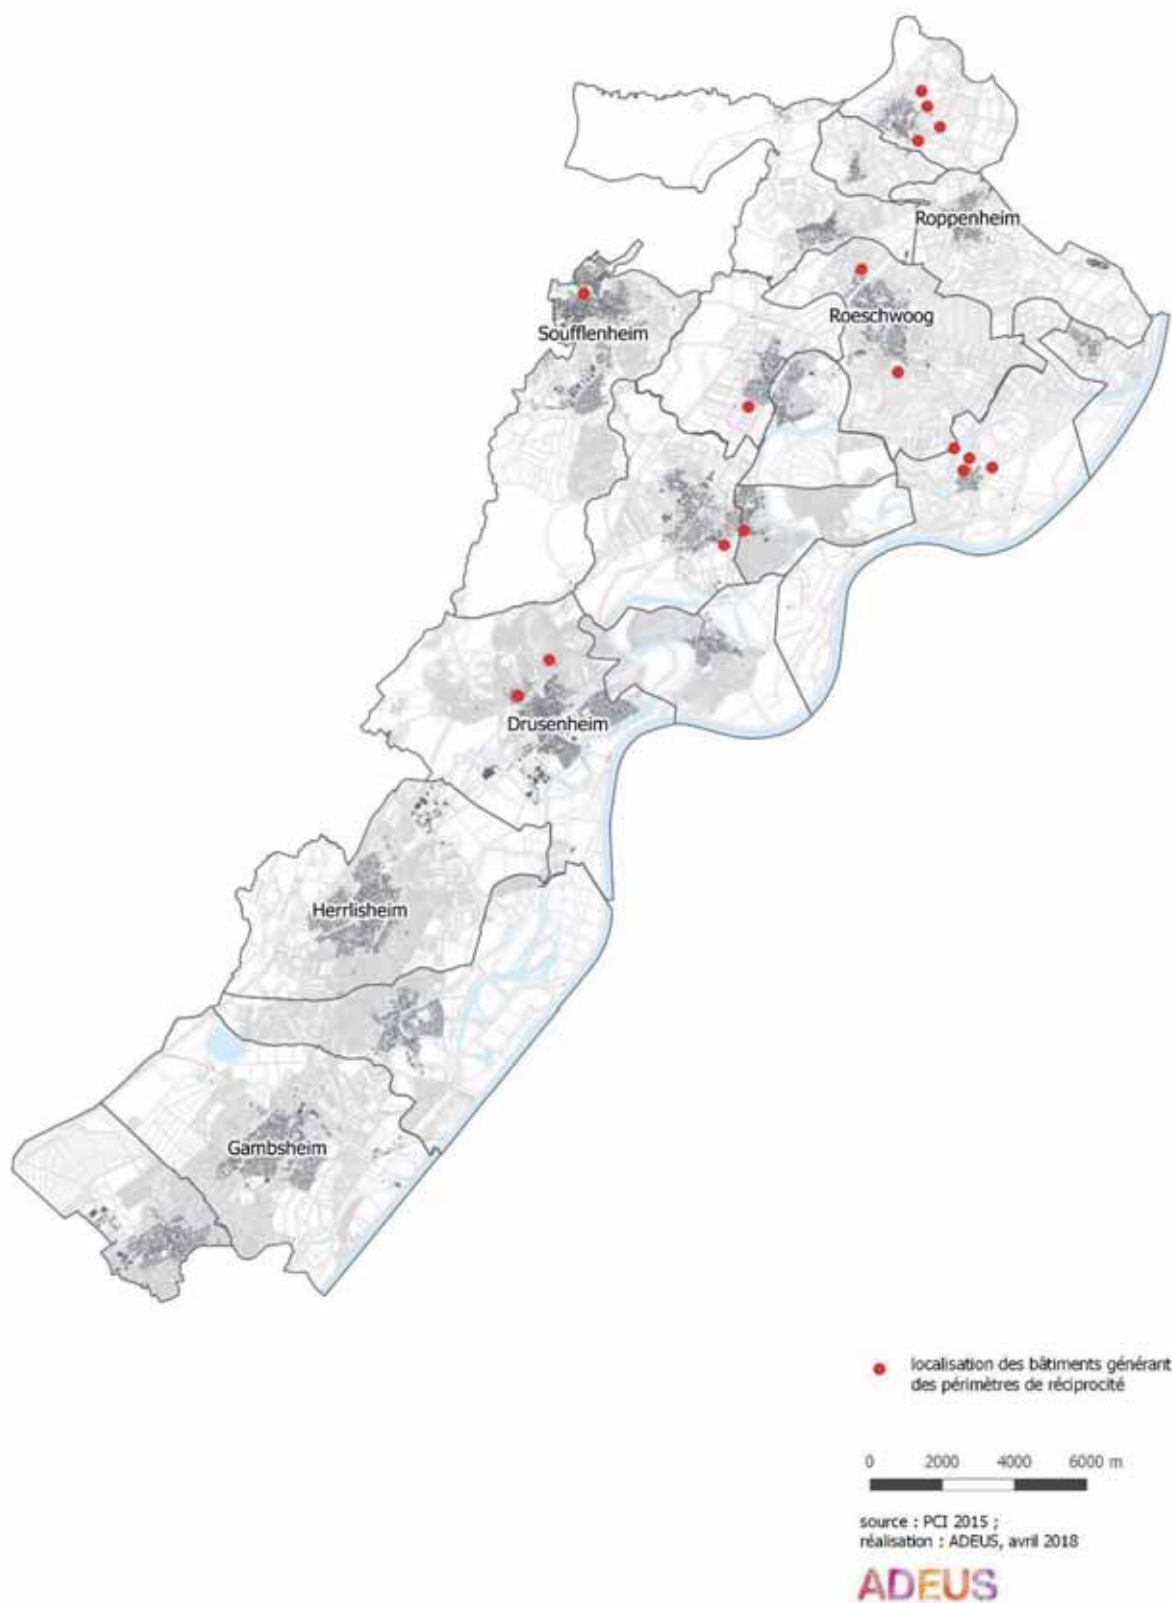 Roppenheim
Roeschwoog
Soufflenheim
Drusenheim
Herrlisheim
Gambsheim
localisation des bâtiments générant
des périmètres de réciprocité
0 2000 4000 6000 m
source : PCI 2015 ;
réalisation : ADEUS, avril 2018
ADEUS